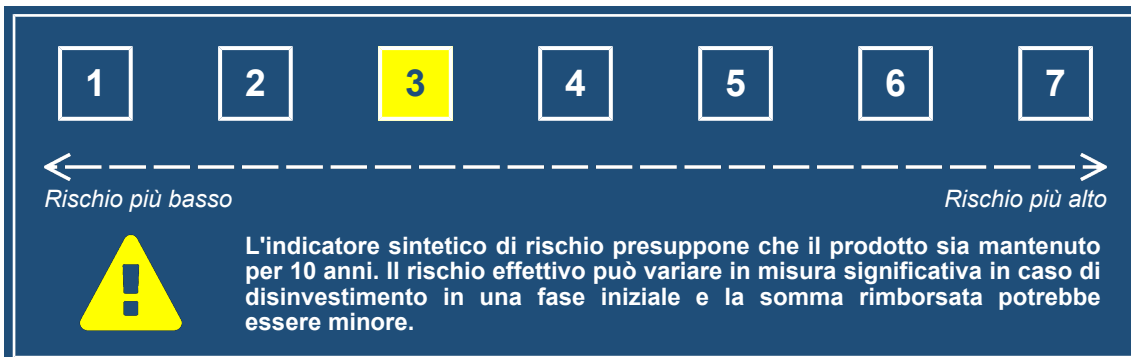 1 2 3 4 5 6 7
Rischio più basso Rischio più alto
L'indicatore sintetico di rischio presuppone che il prodotto sia mantenuto
per 10 anni. Il rischio effettivo può variare in misura significativa in caso di
disinvestimento in una fase iniziale e la somma rimborsata potrebbe
essere minore.